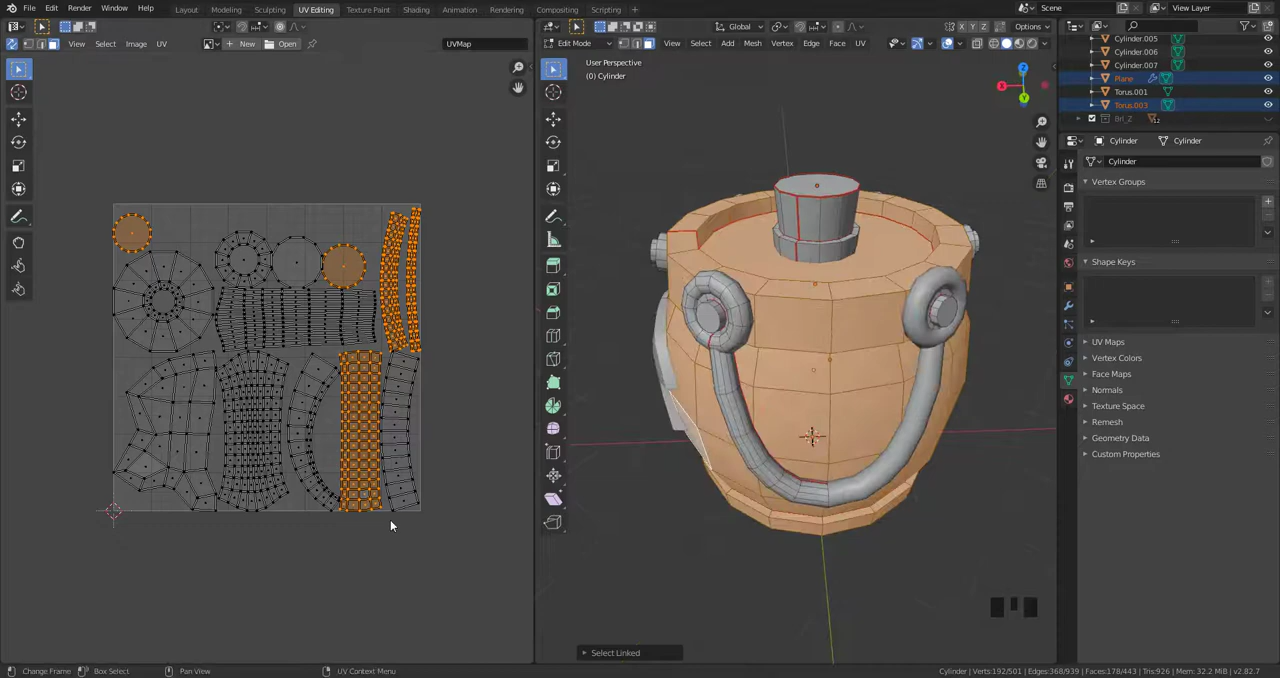 File Edit Render Window Help Layout Modeling Sculpting UV Editing Texture Paint Shading Animation Rendering Compositing Scripting + Scene View Layer
Global Options
View Select Image UV New Open UVMap Edit Mode View Select Add Mesh Vertex Edge Face UV
X Y Z
User Perspective
(0) Cylinder
Cylinder.005
Cylinder.006
Cylinder.007
Plane
Torus.001
Torus.003
Brl_Z
Cylinder Cylinder
Cylinder
Vertex Groups
Shape Keys
UV Maps
Vertex Colors
Face Maps
Normals
Texture Space
Remesh
Geometry Data
Custom Properties
Select Linked
Change Frame Box Select Pan View UV Context Menu Cylinder | Verts:192/501 | Edges:368/939 | Faces:178/443 | Tris:926 | Mem: 32.2 MiB | v2.82.7